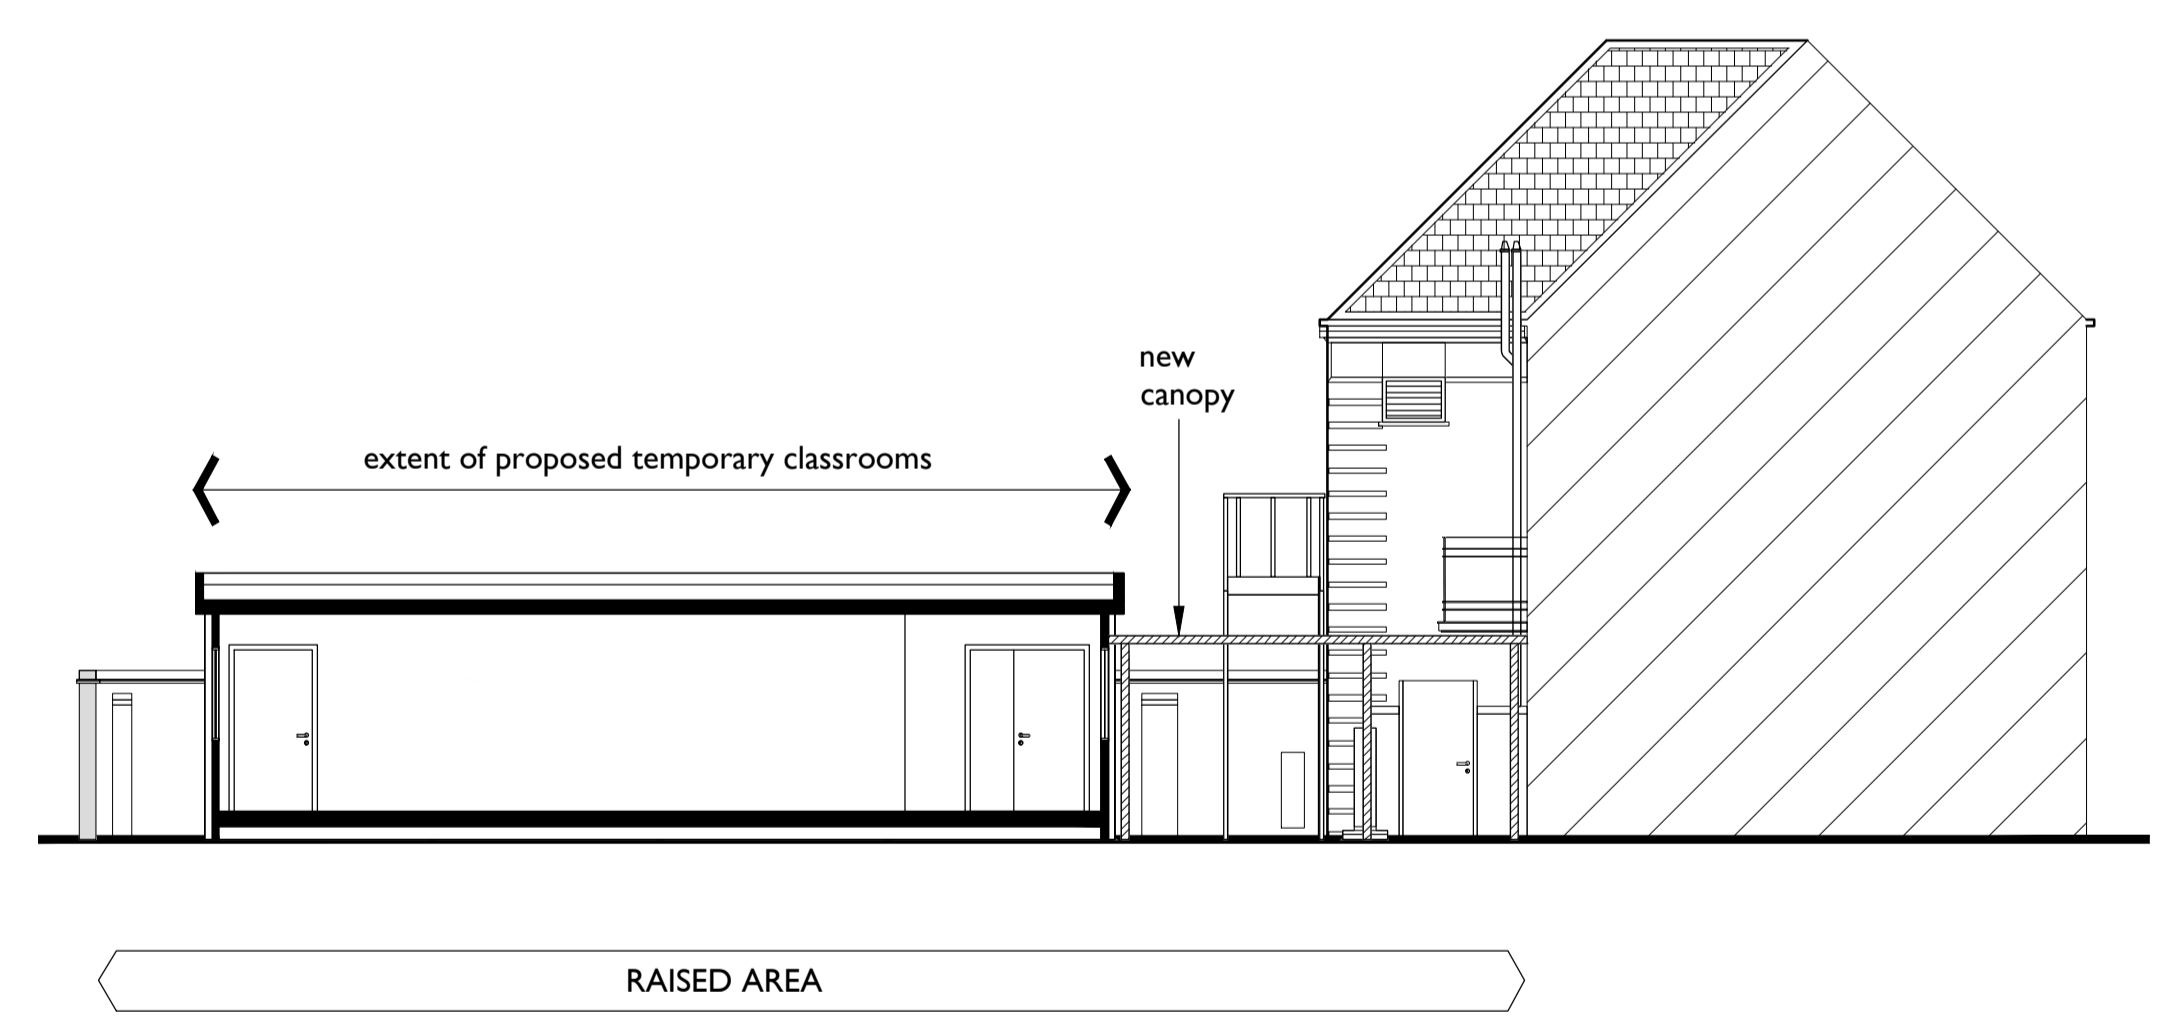 new
canopy
extent of proposed temporary classrooms
RAISED AREA